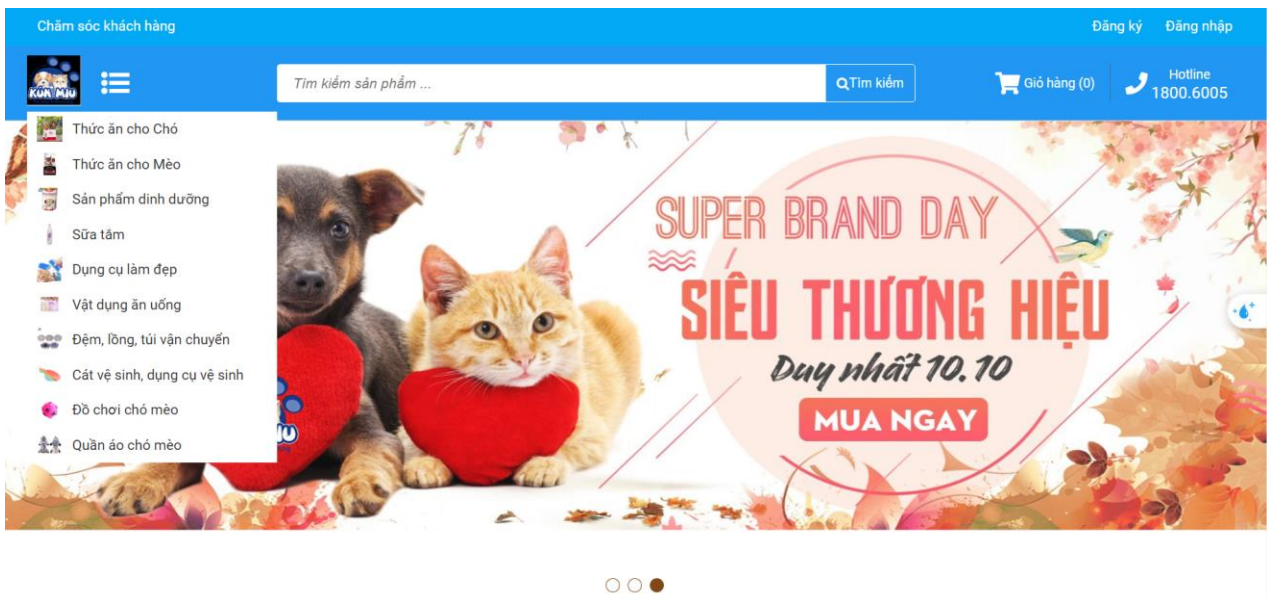 Chăm sóc khách hàng
Đăng ký
Đăng nhập
KÚN MIU
Tìm kiếm sản phẩm ...
Tìm kiếm
Giỏ hàng (0)
Hotline
1800.6005
Thức ăn cho Chó
Thức ăn cho Mèo
Sản phẩm dinh dưỡng
Sữa tắm
Dụng cụ làm đẹp
Vật dụng ăn uống
Đệm, lồng, túi vận chuyển
Cát vệ sinh, dụng cụ vệ sinh
Đồ chơi chó mèo
Quần áo chó mèo
SUPER BRAND DAY
SIÊU THƯƠNG HIỆU
Duy nhất 10.10
MUA NGAY